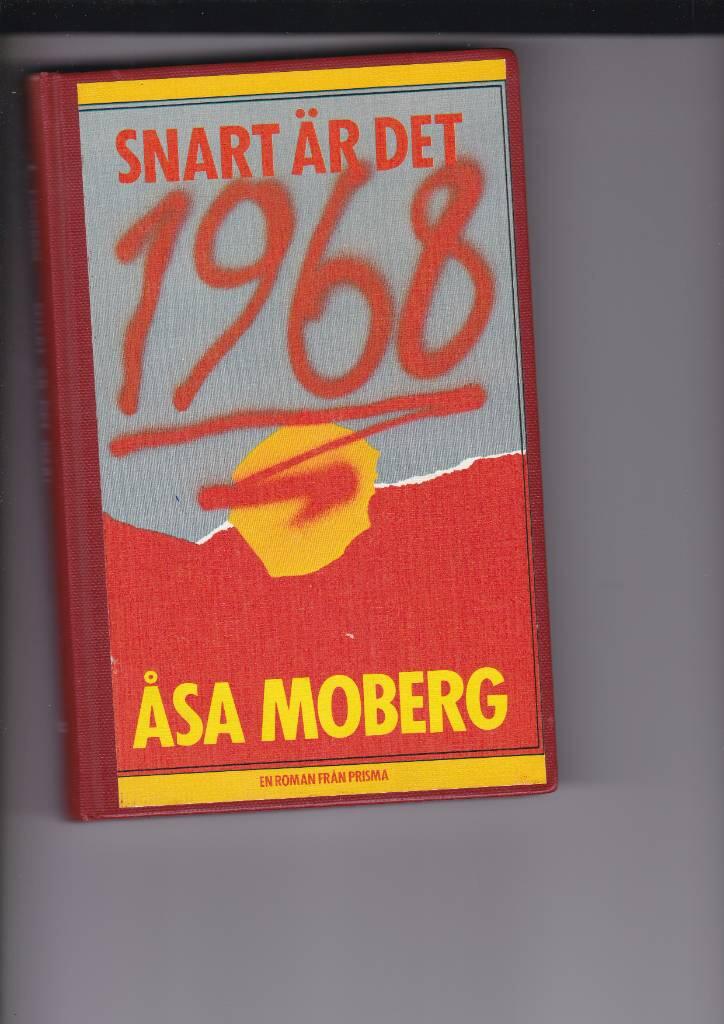 SNART ÄR DET
1968
ÅSA MOBERG
EN ROMAN FRÅN PRISMA